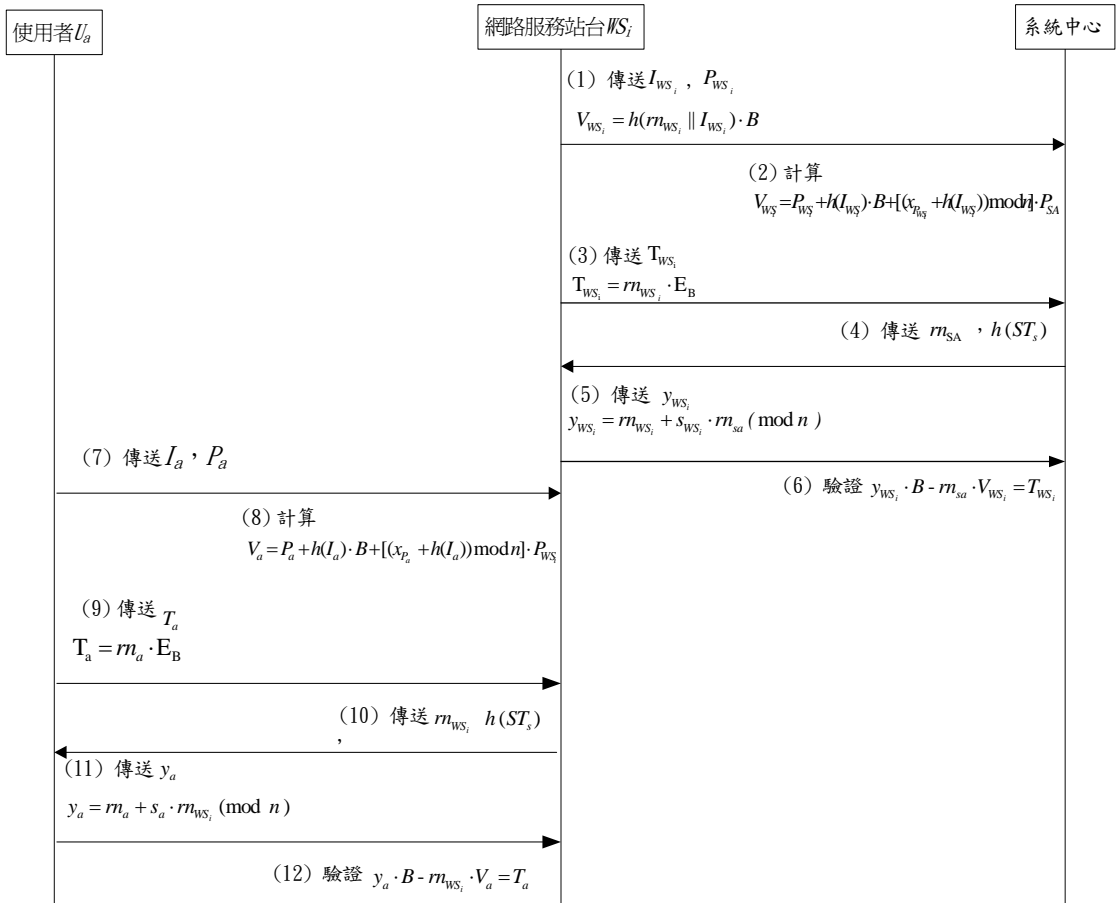 使用者Ua
網路服務站台WSi
系統中心
(1) 傳送 I_{WS_i} , P_{WS_i}
V_{WS_i} = h(rn_{WS_i} || I_{WS_i}) · B
(2) 計算
V_{WS_i} = P_{WS_i} + h(I_{WS_i}) · B + [(x_{P_{WS_i}} + h(I_{WS_i})) mod n] · P_{SA}
(3) 傳送 T_{WS_i}
T_{WS_i} = rn_{WS_i} · E_B
(4) 傳送 rn_{SA} , h(ST_s)
(5) 傳送 y_{WS_i}
y_{WS_i} = rn_{WS_i} + s_{WS_i} · rn_{sa} ( mod n )
(6) 驗證 y_{WS_i} · B - rn_{sa} · V_{WS_i} = T_{WS_i}
(7) 傳送 I_a , P_a
(8) 計算
V_a = P_a + h(I_a) · B + [(x_{P_a} + h(I_a)) mod n] · P_{WS_i}
(9) 傳送 T_a
T_a = rn_a · E_B
(10) 傳送 rn_{WS_i} h(ST_s)
,
(11) 傳送 y_a
y_a = rn_a + s_a · rn_{WS_i} (mod n)
(12) 驗證 y_a · B - rn_{WS_i} · V_a = T_a